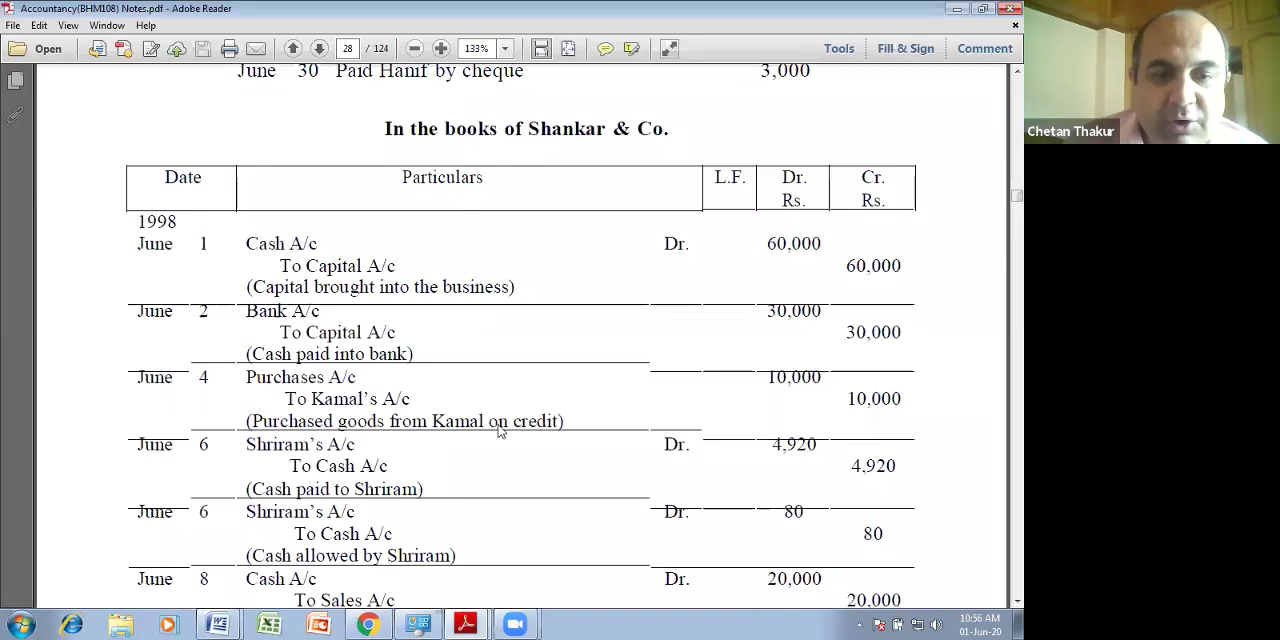 Accountancy(BHM108) Notes.pdf - Adobe Reader
File Edit View Window Help
Open 28 / 124 133% Tools Fill & Sign Comment
June 30 Paid Hanif by cheque 3,000
In the books of Shankar & Co.
Date Particulars L.F. Dr. Cr.
Rs. Rs.
1998
June 1 Cash A/c Dr. 60,000
To Capital A/c 60,000
(Capital brought into the business)
June 2 Bank A/c 30,000
To Capital A/c 30,000
(Cash paid into bank)
June 4 Purchases A/c 10,000
To Kamal's A/c 10,000
(Purchased goods from Kamal on credit)
June 6 Shriram's A/c Dr. 4,920
To Cash A/c 4,920
(Cash paid to Shriram)
June 6 Shriram's A/c Dr. 80
To Cash A/c 80
(Cash allowed by Shriram)
June 8 Cash A/c Dr. 20,000
To Sales A/c 20,000
Chetan Thakur
10:56 AM
01-Jun-20